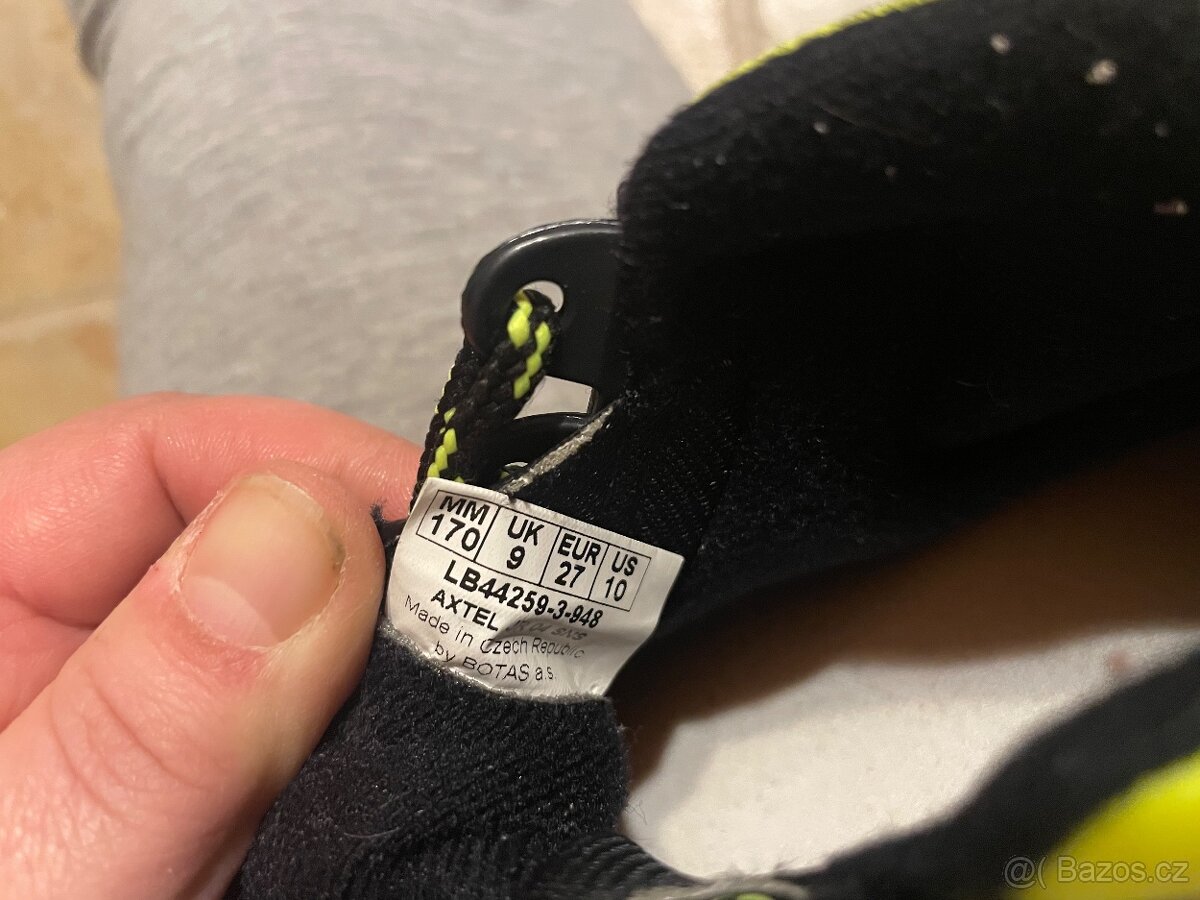 MM UK EUR US
170 9 27 10
LB44259-3-948
AXTEL
Made in Czech Republic
by BOTAS a.s.
@( Bazos.cz